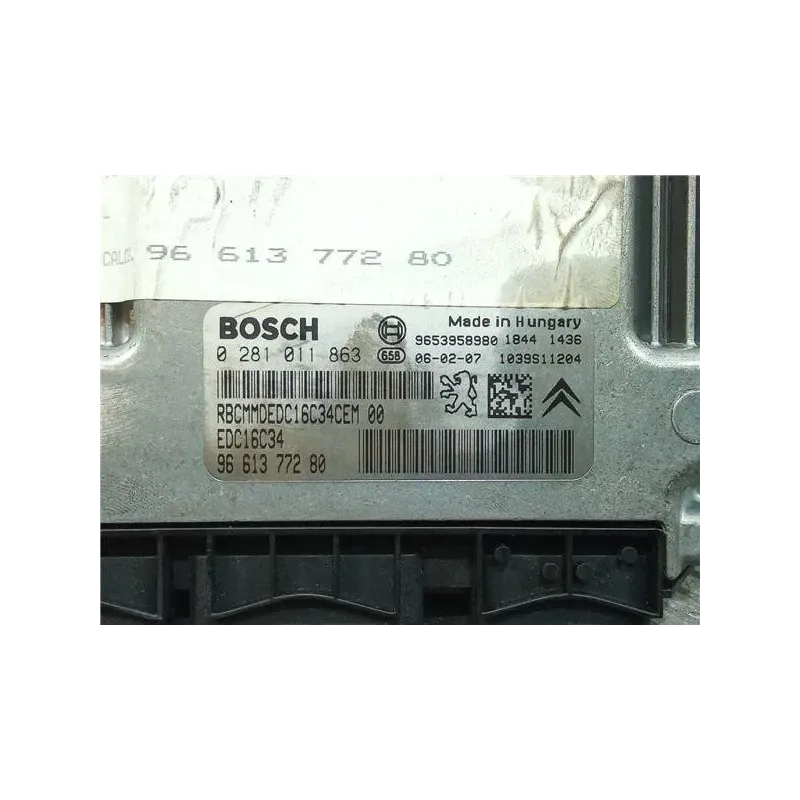 CALC.
96 613 772 80
BOSCH
Made in Hungary
9653958980 1844 1436
0 281 011 863
658
06-02-07 1039S11204
RBCMMDEDC16C34CEM 00
EDC16C34
96 613 772 80